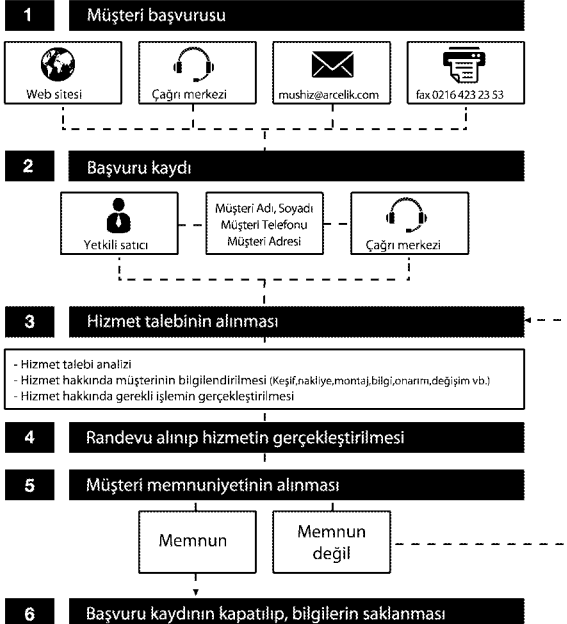 1 Müşteri başvurusu
Web sitesi
Çağrı merkezi
mushiz@arcelik.com
fax 0216 423 23 53
2 Başvuru kaydı
Yetkili satıcı
Müşteri Adı, Soyadı
Müşteri Telefonu
Müşteri Adresi
Çağrı merkezi
3 Hizmet talebinin alınması
- Hizmet talebi analizi
- Hizmet hakkında müşterinin bilgilendirilmesi (Keşif,nakliye,montaj,bilgi,onarım,değişim vb.)
- Hizmet hakkında gerekli işlemin gerçekleştirilmesi
4 Randevu alınıp hizmetin gerçekleştirilmesi
5 Müşteri memnuniyetinin alınması
Memnun
Memnun
değil
6 Başvuru kaydının kapatılıp, bilgilerin saklanması